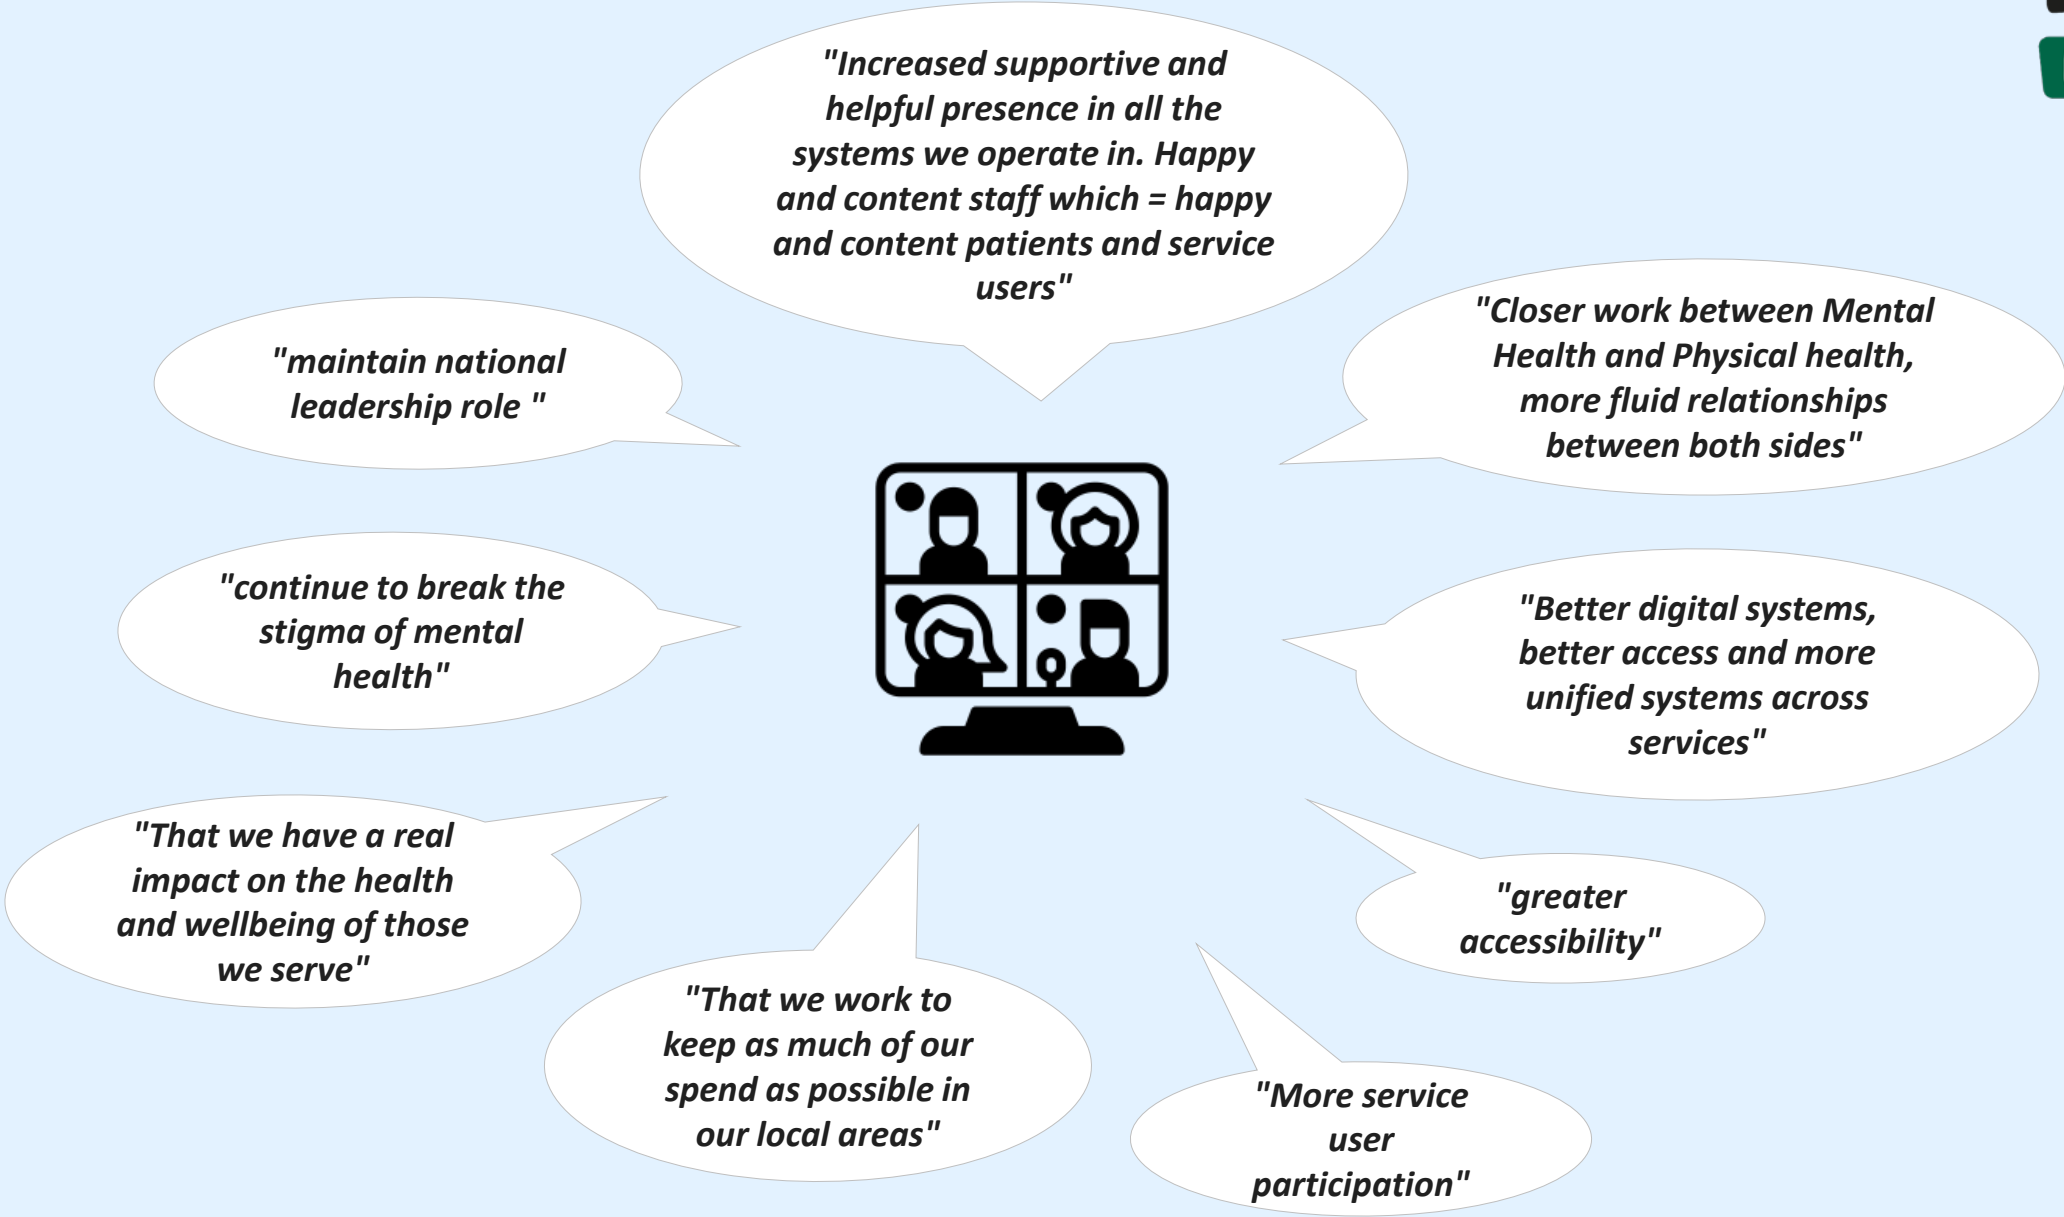 "Increased supportive and
helpful presence in all the
systems we operate in. Happy
and content staff which = happy
and content patients and service
users"
"maintain national
leadership role "
"Closer work between Mental
Health and Physical health,
more fluid relationships
between both sides"
"continue to break the
stigma of mental
health"
"Better digital systems,
better access and more
unified systems across
services"
"That we have a real
impact on the health
and wellbeing of those
we serve"
"greater
accessibility"
"That we work to
keep as much of our
spend as possible in
our local areas"
"More service
user
participation"